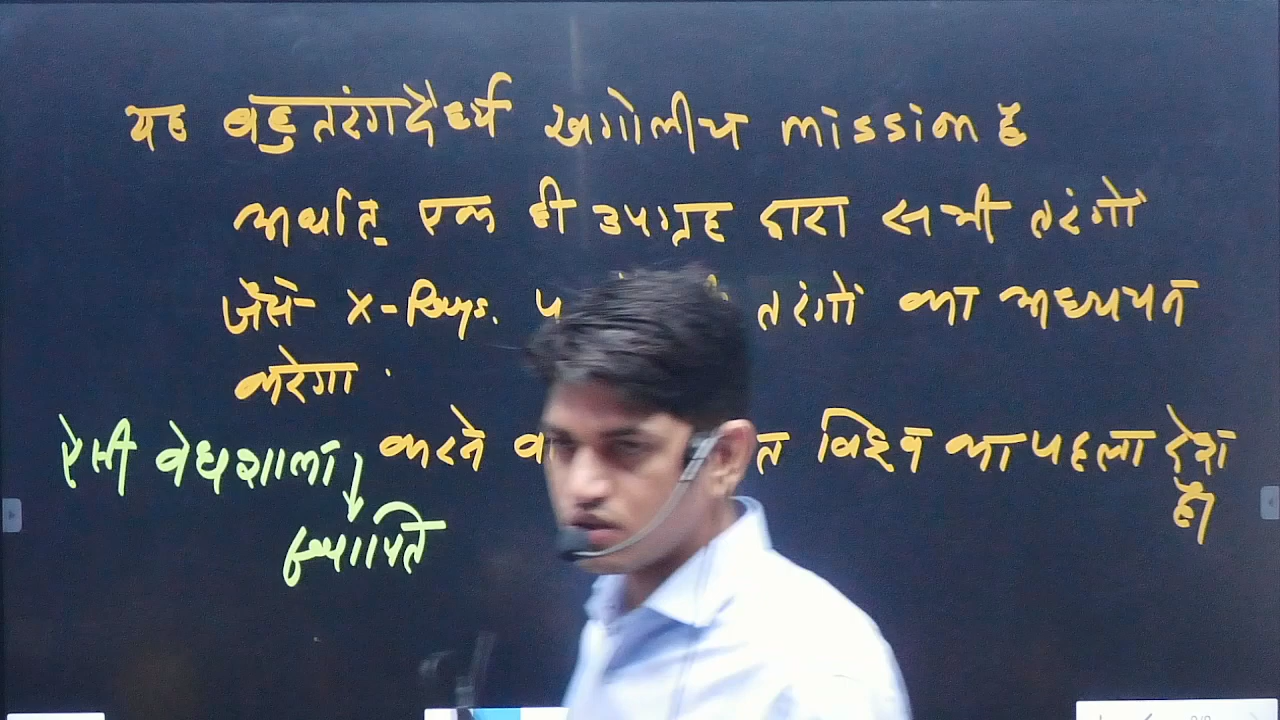 यह बहु तरंगदैर्ध्य खगोलीय mission है
अर्थात् एक ही उपग्रह द्वारा सभी तरंगों
जैसे X-Rays. तरंगों का अध्ययन
करेगा.
ऐसी वेधशाला करने विश्व का पहला देश
है।
स्थापित